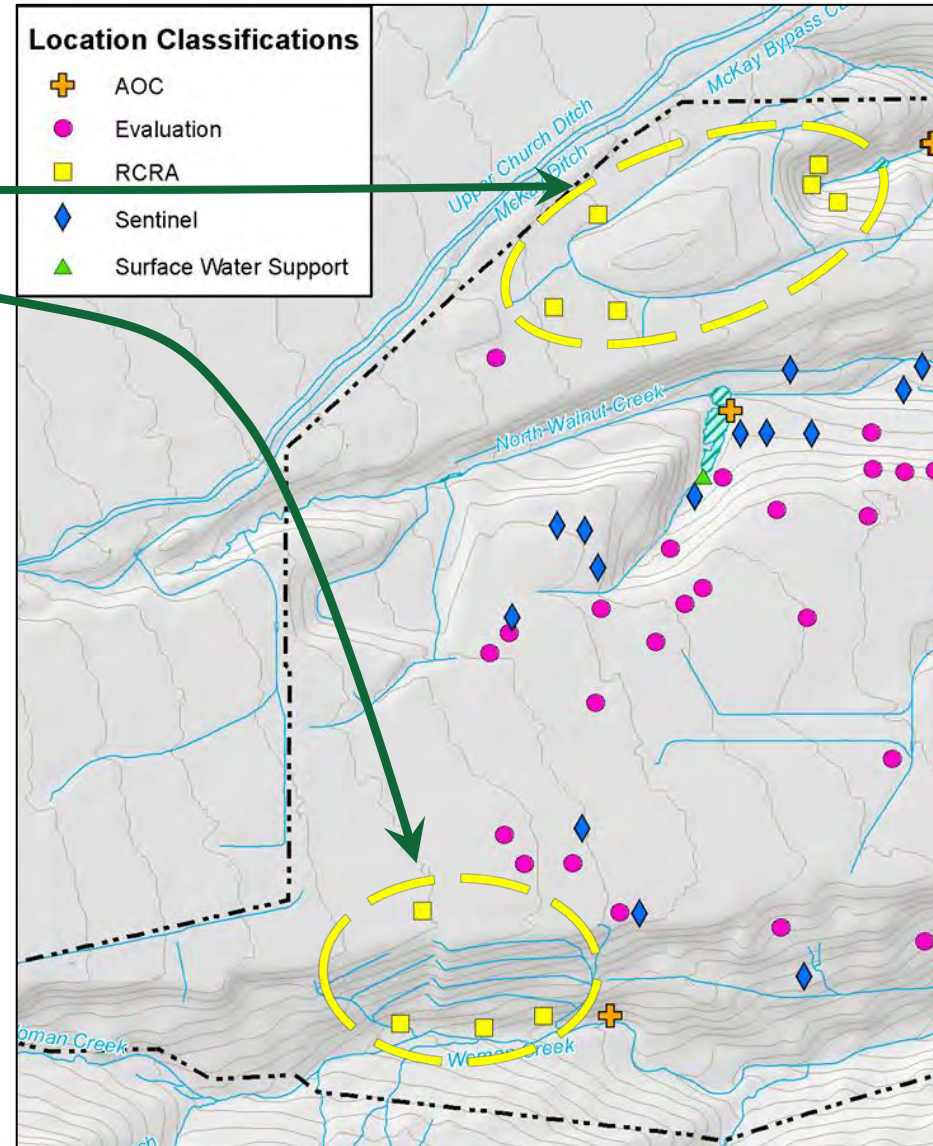 Location Classifications
AOC
Evaluation
RCRA
Sentinel
Surface Water Support
Upper Church Ditch
McKay Ditch
McKay Bypass
North Walnut Creek
Woman Creek
Woman Creek